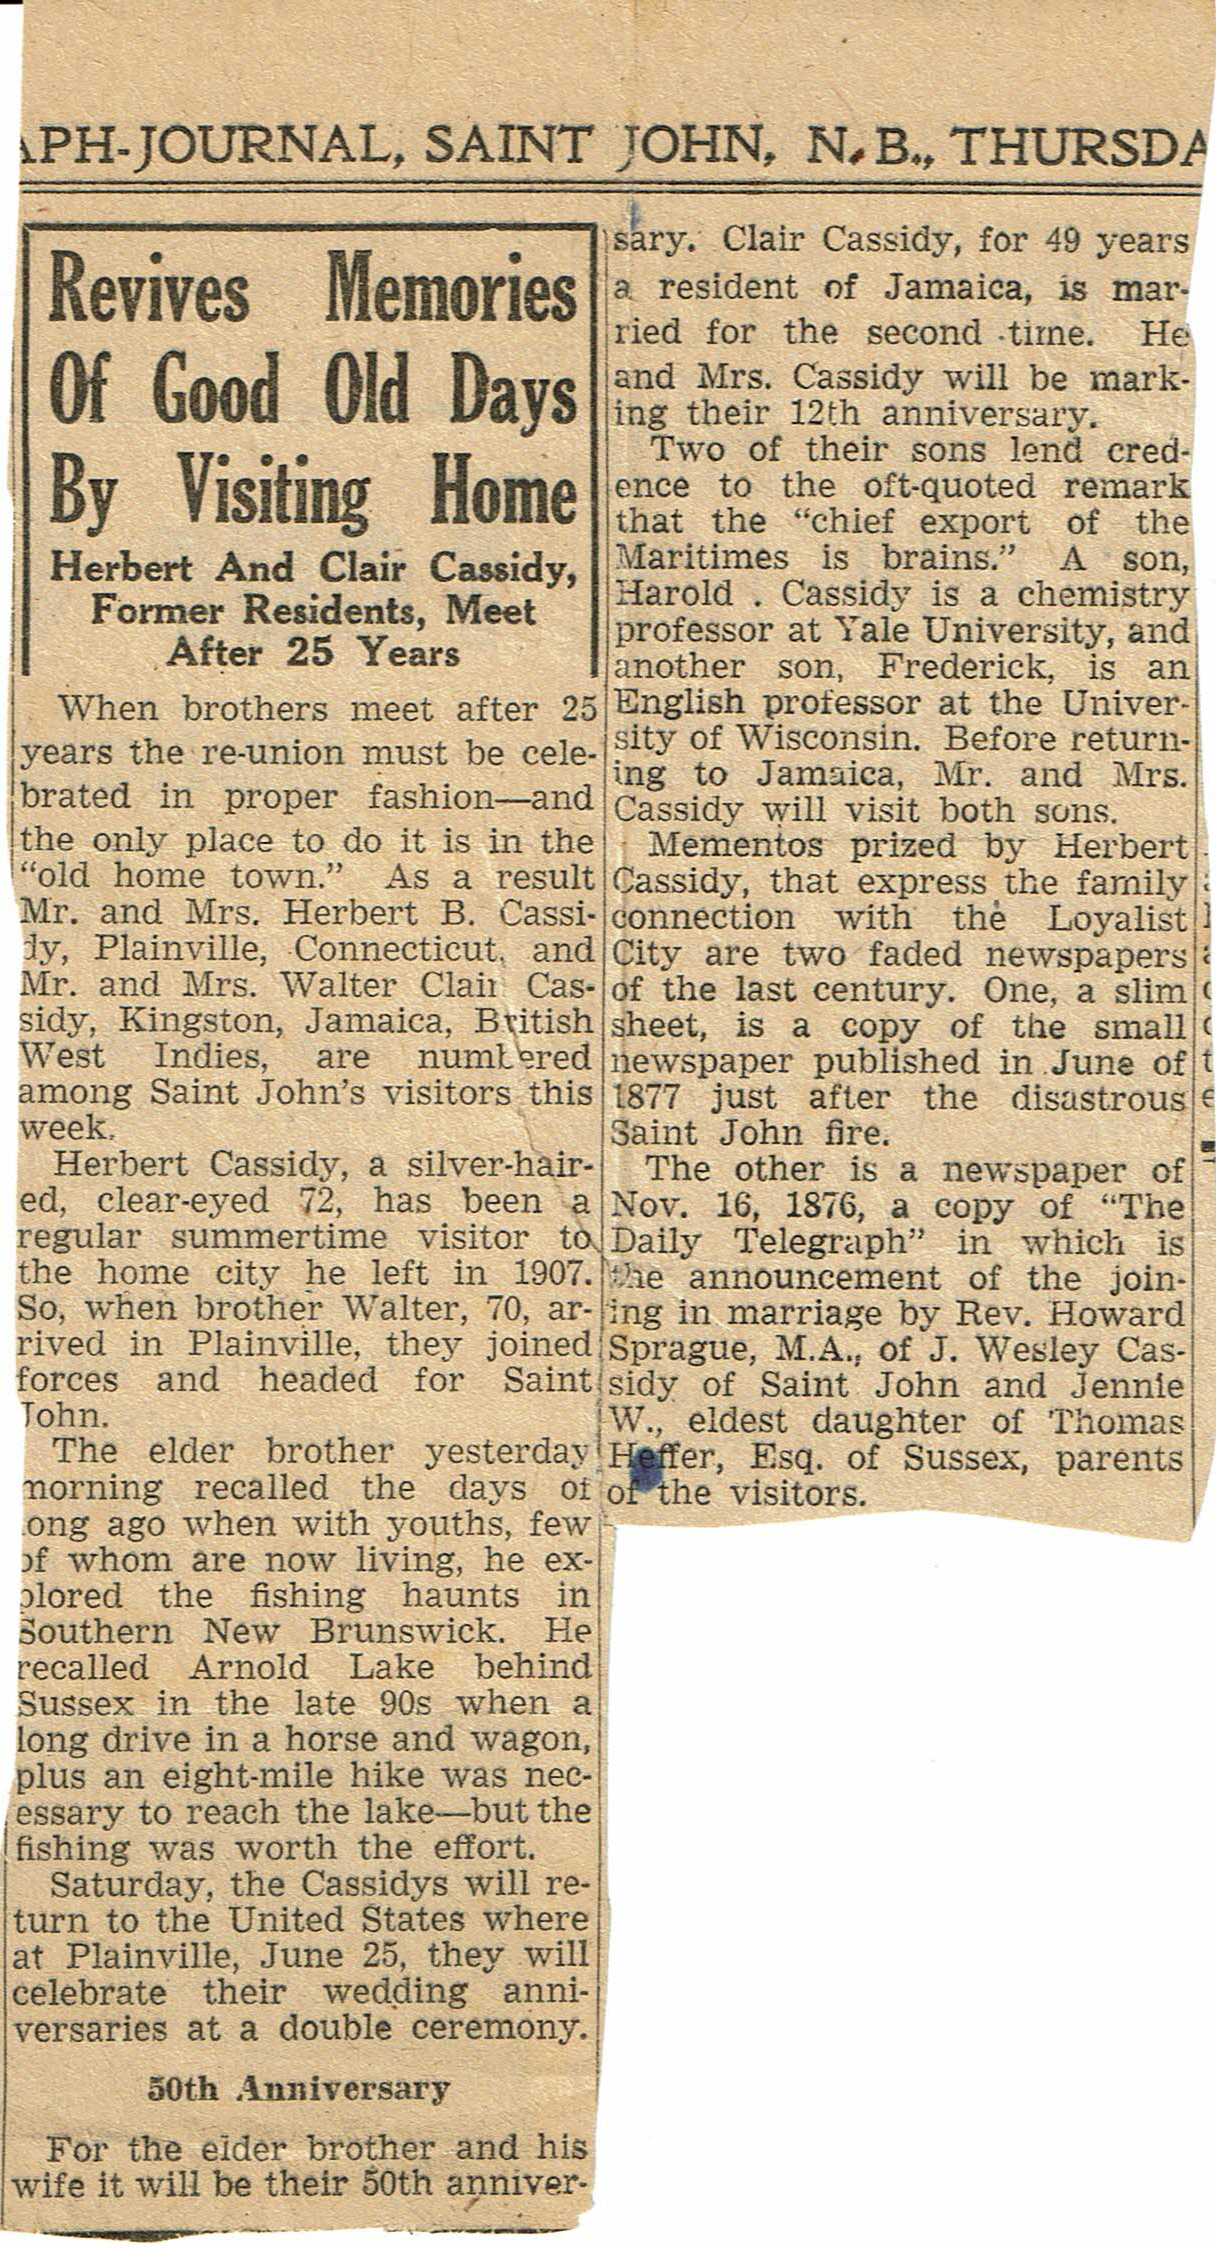 APH-JOURNAL, SAINT JOHN, N.B., THURSDA
Revives Memories
Of Good Old Days
By Visiting Home
Herbert And Clair Cassidy,
Former Residents, Meet
After 25 Years
When brothers meet after 25
years the re-union must be cele-
brated in proper fashion—and
the only place to do it is in the
"old home town." As a result
Mr. and Mrs. Herbert B. Cassi-
dy, Plainville, Connecticut, and
Mr. and Mrs. Walter Clair Cas-
sidy, Kingston, Jamaica, British
West Indies, are numbered
among Saint John's visitors this
week.
Herbert Cassidy, a silver-hair-
ed, clear-eyed 72, has been a
regular summertime visitor to
the home city he left in 1907.
So, when brother Walter, 70, ar-
rived in Plainville, they joined
forces and headed for Saint
John.
The elder brother yesterday
morning recalled the days of
long ago when with youths, few
of whom are now living, he ex-
plored the fishing haunts in
Southern New Brunswick. He
recalled Arnold Lake behind
Sussex in the late 90s when a
long drive in a horse and wagon,
plus an eight-mile hike was nec-
essary to reach the lake—but the
fishing was worth the effort.
Saturday, the Cassidys will re-
turn to the United States where
at Plainville, June 25, they will
celebrate their wedding anni-
versaries at a double ceremony.
50th Anniversary
For the elder brother and his
wife it will be their 50th anniver-
sary. Clair Cassidy, for 49 years
a resident of Jamaica, is mar-
ried for the second time. He
and Mrs. Cassidy will be mark-
ing their 12th anniversary.
Two of their sons lend cred-
ence to the oft-quoted remark
that the "chief export of the
Maritimes is brains." A son,
Harold . Cassidy is a chemistry
professor at Yale University, and
another son, Frederick, is an
English professor at the Univer-
sity of Wisconsin. Before return-
ing to Jamaica, Mr. and Mrs.
Cassidy will visit both sons.
Mementos prized by Herbert
Cassidy, that express the family
connection with the Loyalist
City are two faded newspapers
of the last century. One, a slim
sheet, is a copy of the small
newspaper published in June of
1877 just after the disastrous
Saint John fire.
The other is a newspaper of
Nov. 16, 1876, a copy of "The
Daily Telegraph" in which is
the announcement of the join-
ing in marriage by Rev. Howard
Sprague, M.A., of J. Wesley Cas-
sidy of Saint John and Jennie
W., eldest daughter of Thomas
Heffer, Esq. of Sussex, parents
of the visitors.